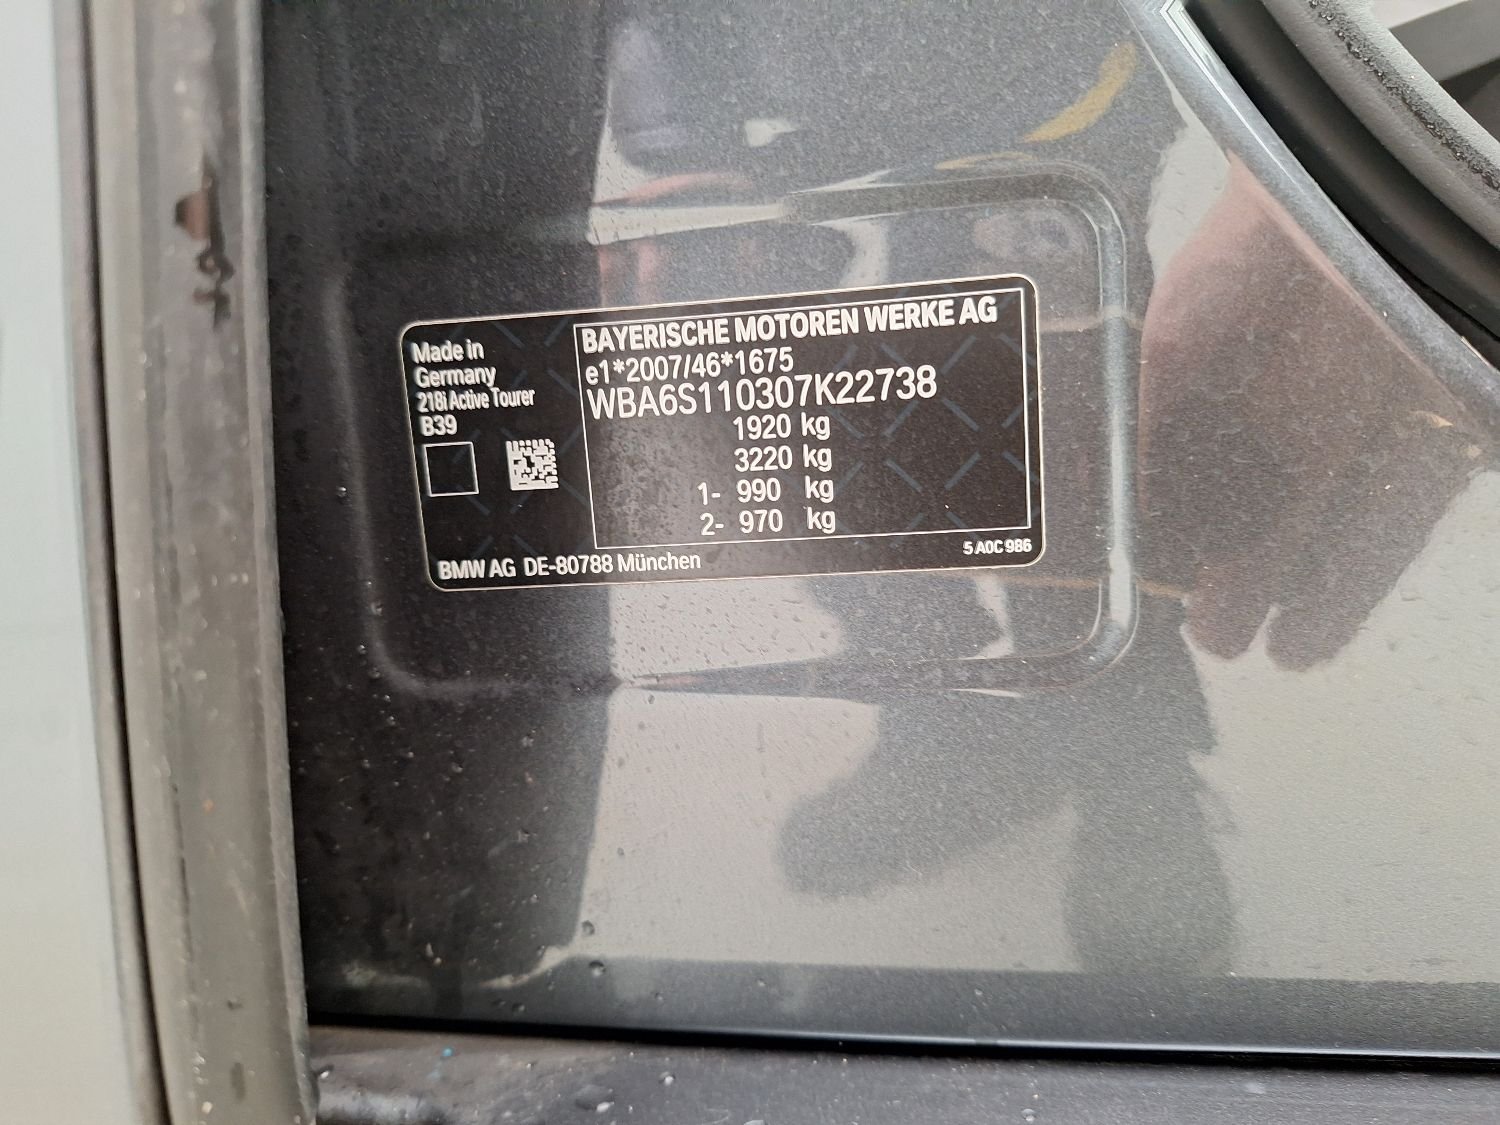 BAYERISCHE MOTOREN WERKE AG
e1*2007/46*1675
WBA6S110307K22738
1920 kg
3220 kg
1- 990 kg
2- 970 kg
Made in
Germany
218i Active Tourer
B39
BMW AG DE-80788 München
5 A0C 986